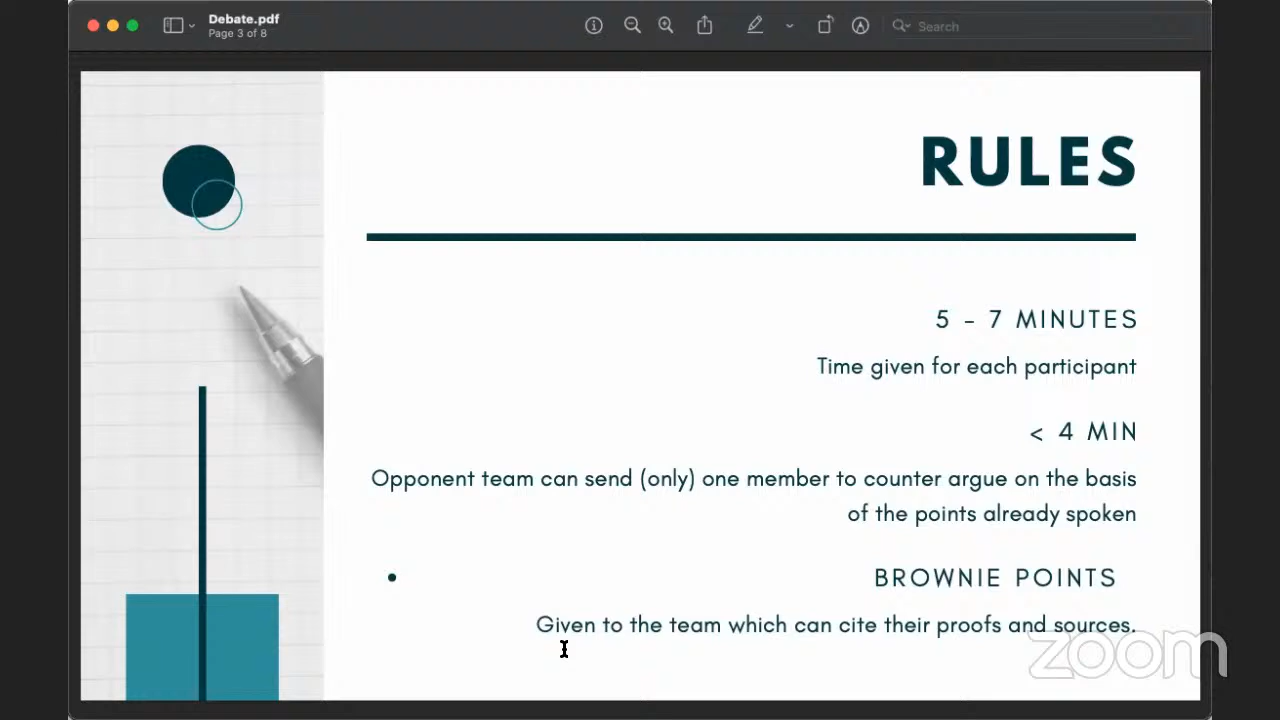 Debate.pdf
Page 3 of 8
Search
RULES
5 - 7 MINUTES
Time given for each participant
< 4 MIN
Opponent team can send (only) one member to counter argue on the basis
of the points already spoken
• BROWNIE POINTS
Given to the team which can cite their proofs and sources.
zoom